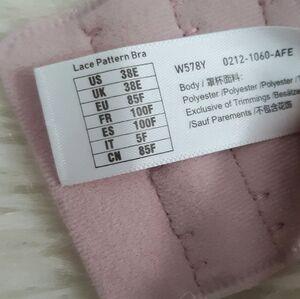 Lace Pattern Bra
US 38E
UK 38E
EU 85F
FR 100F
ES 100F
IT 5F
CN 85F
W578Y 0212-1060-AFE
Body / 罩杯面料:
Polyester /Polyester /Polyester /
Exclusive of Trimmings /Besätze
/Sauf Parements /不包含花饰